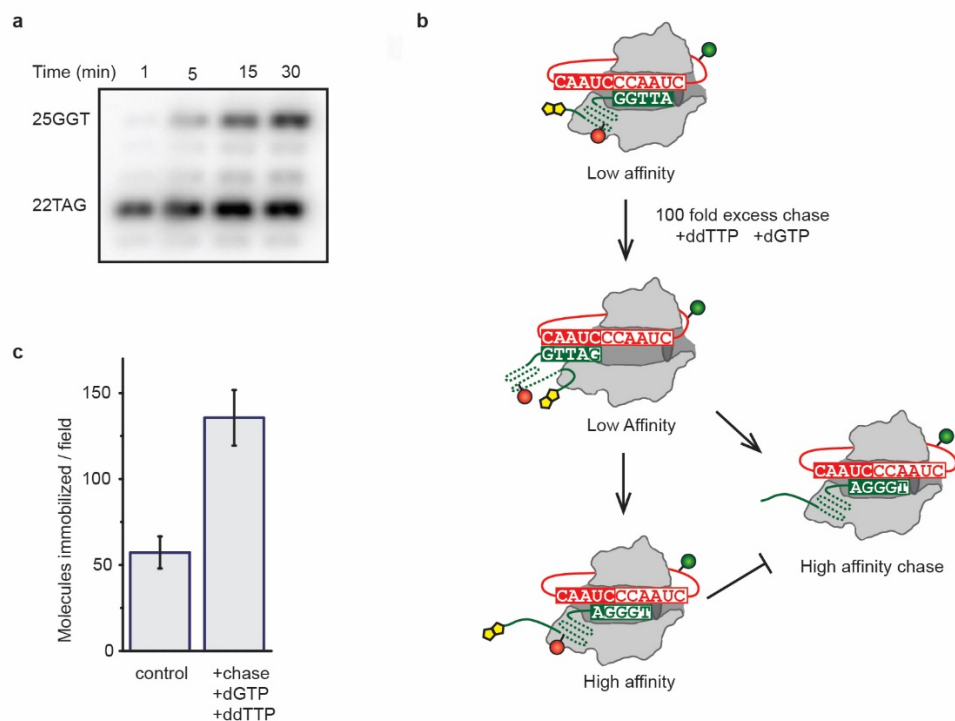 a
Time (min) 1 5 15 30
25GGT
22TAG
b
CAAUCCCAAUC
GGTTA
Low affinity
100 fold excess chase
+ddTTP +dGTP
CAAUCCCAAUC
GTTAG
Low Affinity
CAAUCCCAAUC
AGGGT
High affinity chase
CAAUCCCAAUC
AGGGT
High affinity
c
Molecules immobilized / field
150
100
50
0
control
+chase
+dGTP
+ddTTP